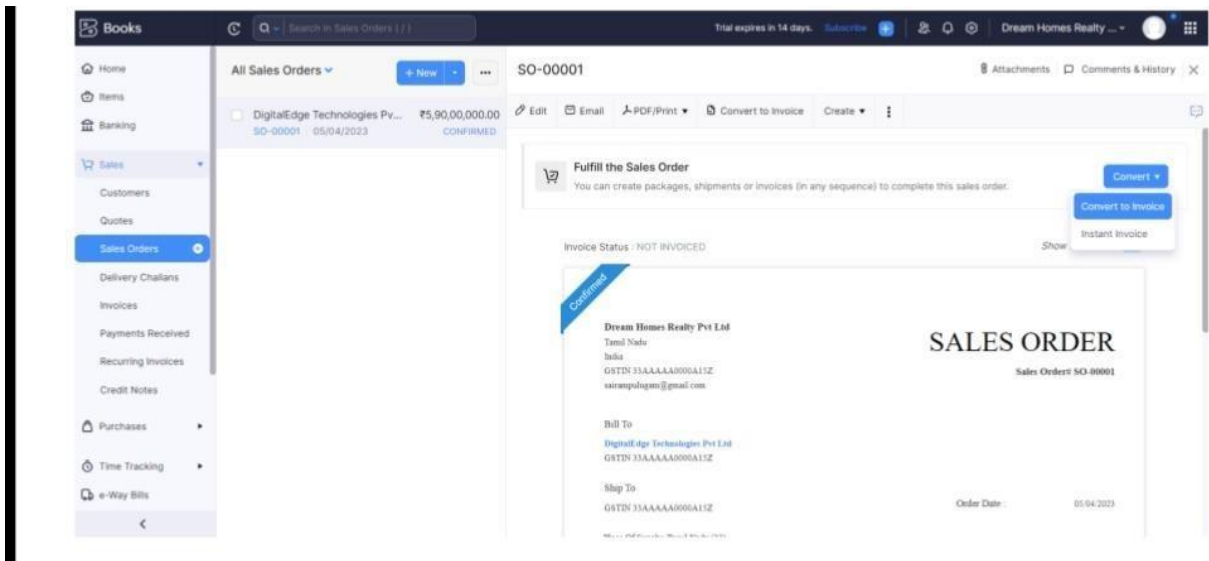 Books
Search in Sales Orders ( / )
Trial expires in 14 days. Subscribe
Dream Homes Realty ...
Home
Items
Banking
Sales
Customers
Quotes
Sales Orders
Delivery Challans
Invoices
Payments Received
Recurring Invoices
Credit Notes
Purchases
Time Tracking
e-Way Bills
All Sales Orders
+ New
DigitalEdge Technologies Pv... ₹5,90,00,000.00
SO-00001 05/04/2023 CONFIRMED
SO-00001
Attachments Comments & History
Edit Email PDF/Print Convert to Invoice Create
Fulfill the Sales Order
You can create packages, shipments or invoices (in any sequence) to complete this sales order.
Convert
Convert to Invoice
Instant Invoice
Invoice Status : NOT INVOICED
Show
Confirmed
Dream Homes Realty Pvt Ltd
Tamil Nadu
India
GSTIN 33AAAAA0000A15Z
sairampulugam@gmail.com
SALES ORDER
Sales Order# SO-00001
Bill To
DigitalEdge Technologies Pvt Ltd
GSTIN 33AAAAA0000A15Z
Ship To
GSTIN 33AAAAA0000A15Z
Order Date : 05/04/2023